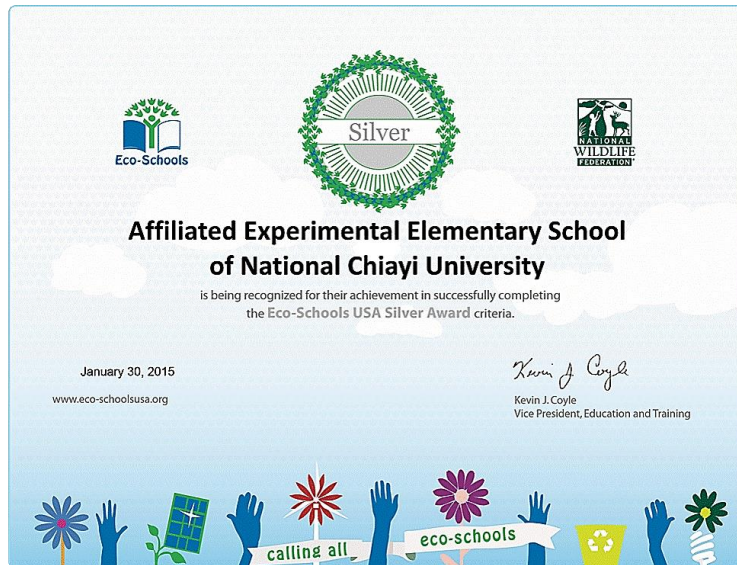 Silver
Eco-Schools
NATIONAL
WILDLIFE
FEDERATION®
Affiliated Experimental Elementary School
of National Chiayi University
is being recognized for their achievement in successfully completing
the Eco-Schools USA Silver Award criteria.
January 30, 2015
www.eco-schoolsusa.org
Kevin J. Coyle
Kevin J. Coyle
Vice President, Education and Training
calling all
eco-schools